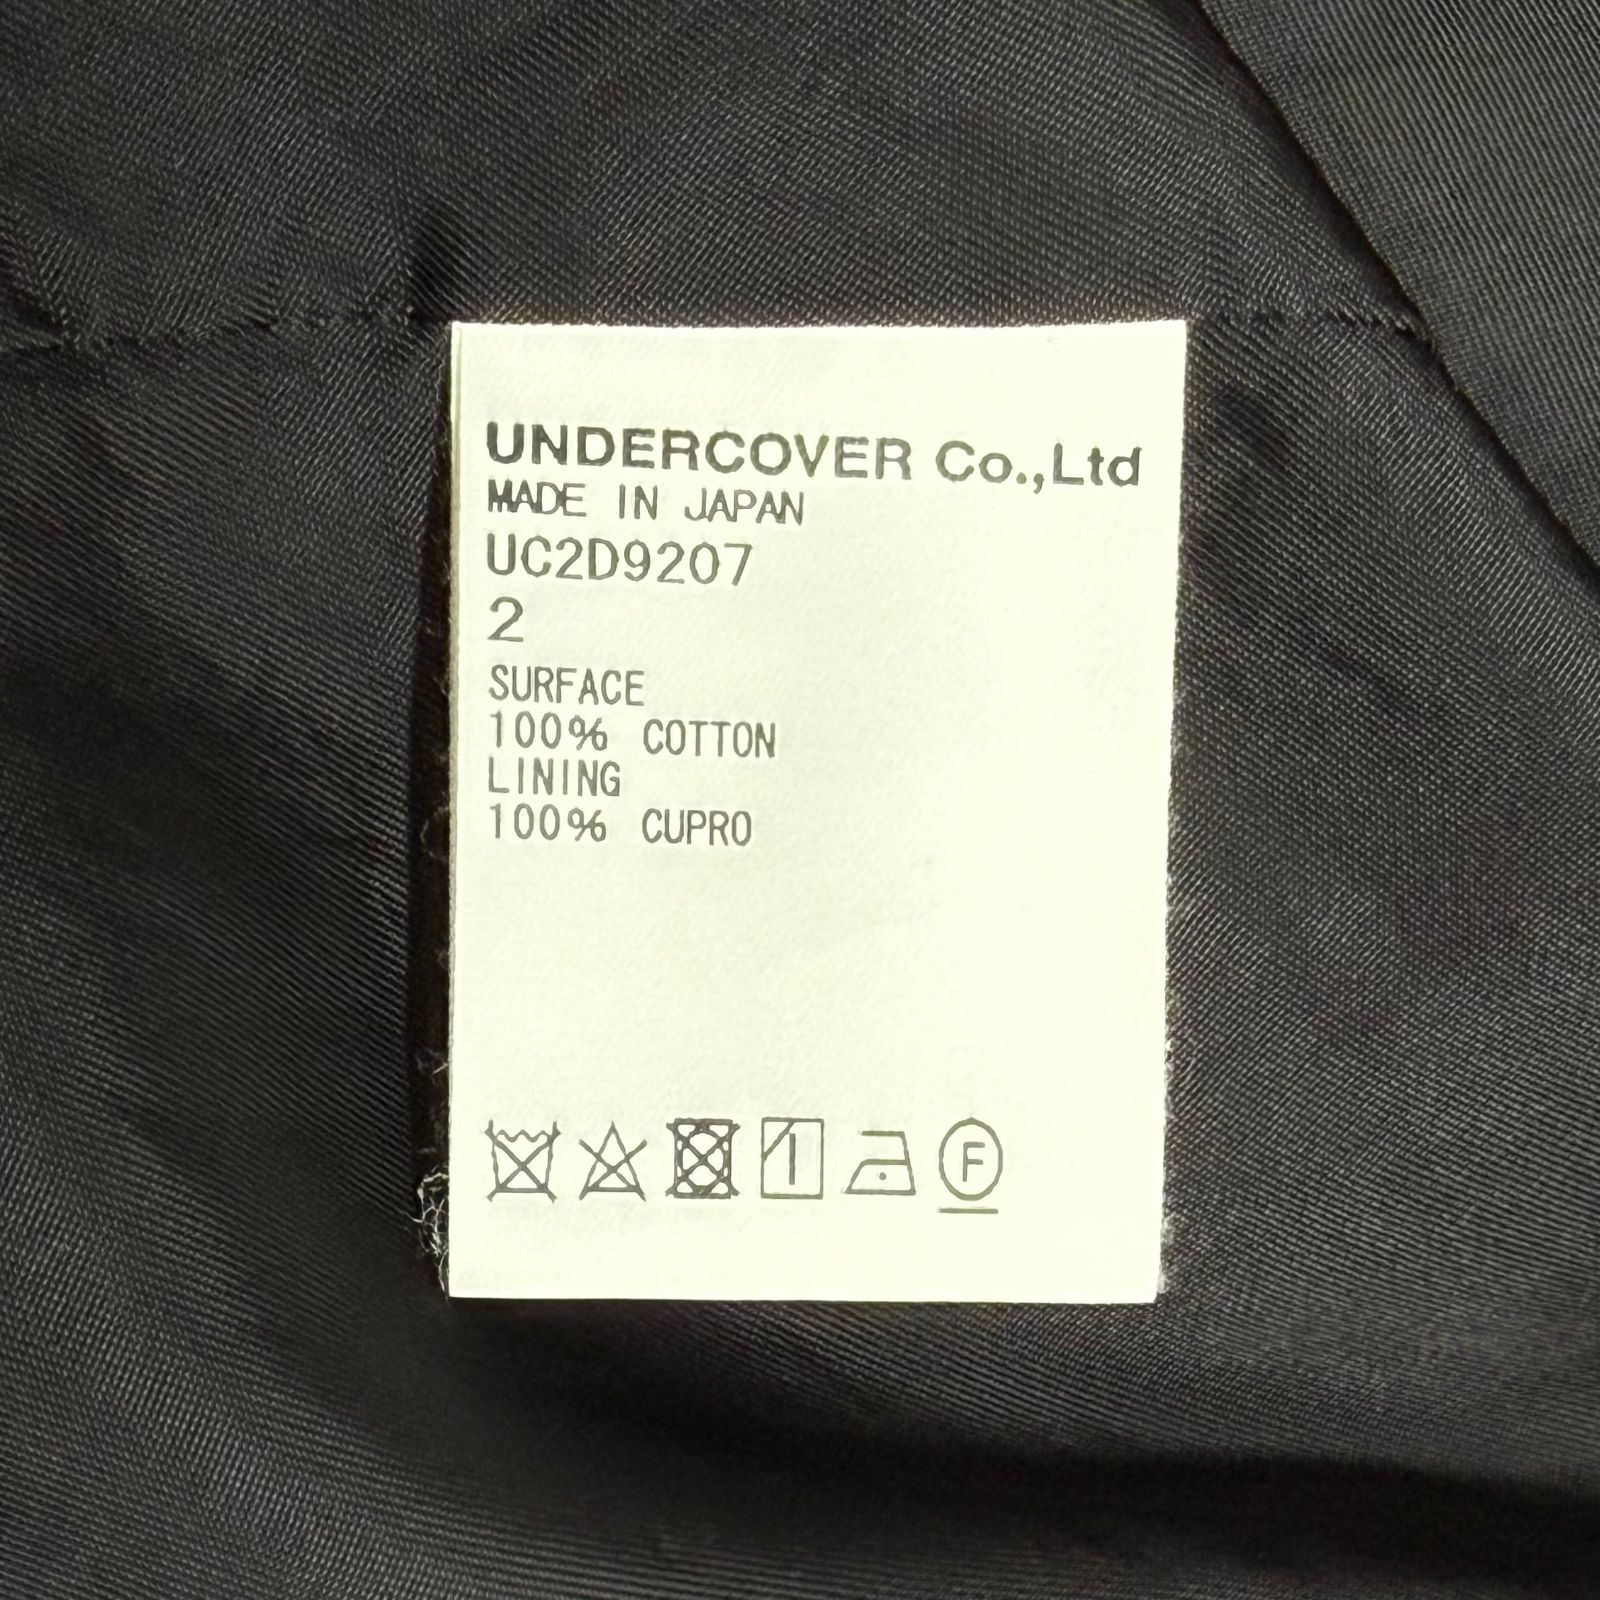 UNDERCOVER Co.,Ltd
MADE IN JAPAN
UC2D9207
2
SURFACE
100% COTTON
LINING
100% CUPRO
F